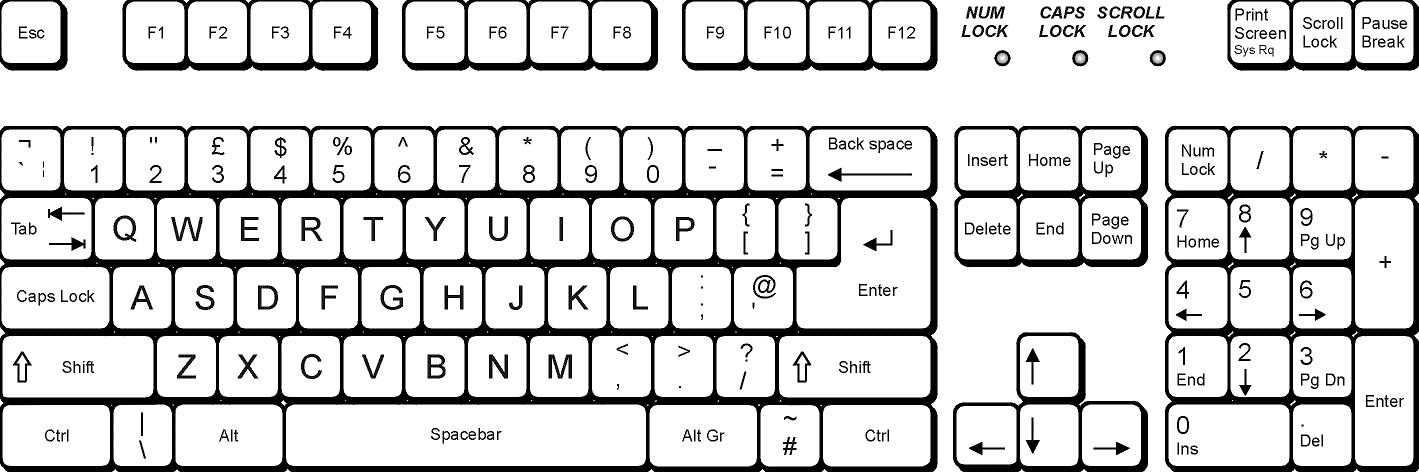 Esc F1 F2 F3 F4 F5 F6 F7 F8 F9 F10 F11 F12 NUM LOCK CAPS LOCK SCROLL LOCK Print Screen Sys Rq Scroll Lock Pause Break
¬ ` ¦ ! 1 " 2 £ 3 $ 4 % 5 ^ 6 & 7 * 8 ( 9 ) 0 _ - + = Back space Insert Home Page Up Num Lock / * -
Tab Q W E R T Y U I O P { [ } ] Enter Delete End Page Down 7 Home 8 9 Pg Up +
Caps Lock A S D F G H J K L : ; @ ' 4 5 6
Shift Z X C V B N M < , > . ? / Shift 1 End 2 3 Pg Dn Enter
Ctrl | \ Alt Spacebar Alt Gr ~ # Ctrl 0 Ins . Del